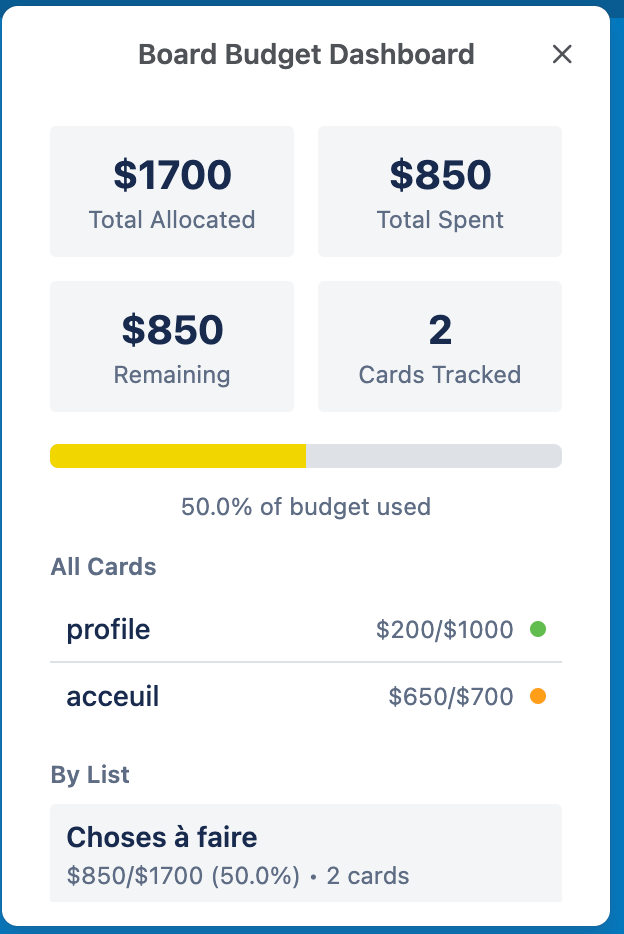 Board Budget Dashboard
$1700
Total Allocated
$850
Total Spent
$850
Remaining
2
Cards Tracked
50.0% of budget used
All Cards
profile $200/$1000
acceuil $650/$700
By List
Choses à faire
$850/$1700 (50.0%) • 2 cards